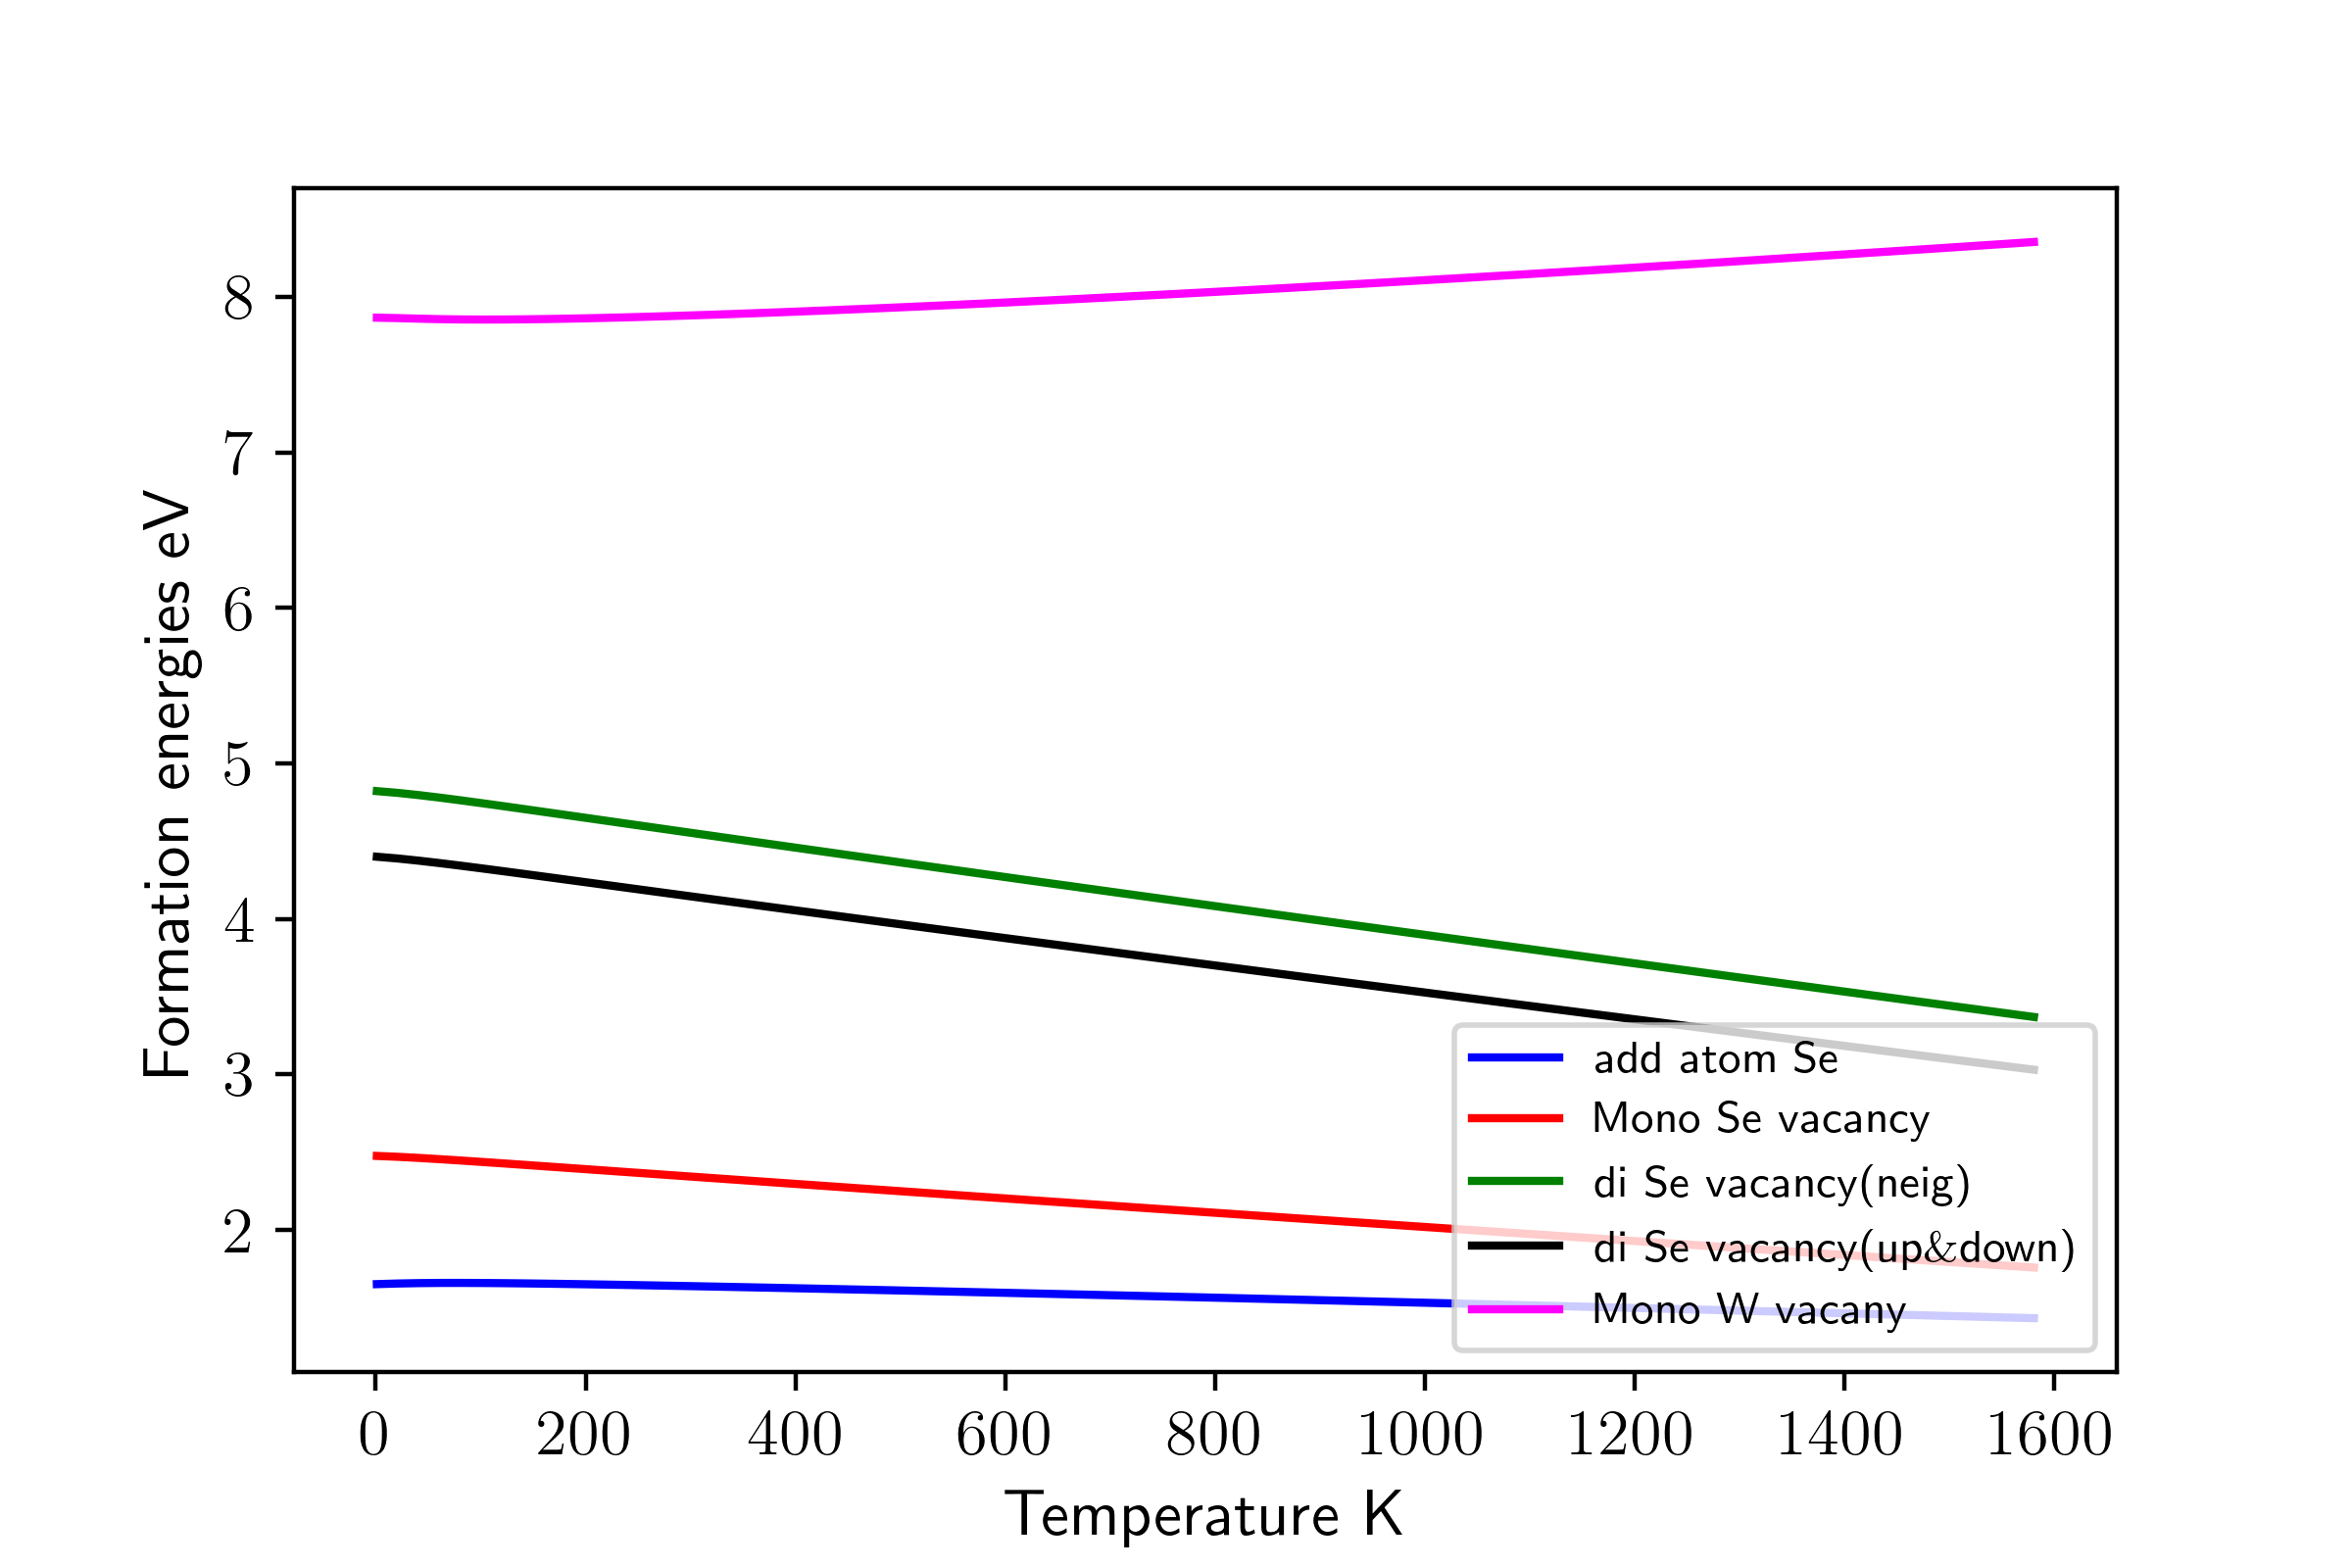 Formation energies eV
8
7
6
5
4
3
2
add atom Se
Mono Se vacancy
di Se vacancy(neig)
di Se vacancy(up&down)
Mono W vacany
0 200 400 600 800 1000 1200 1400 1600
Temperature K